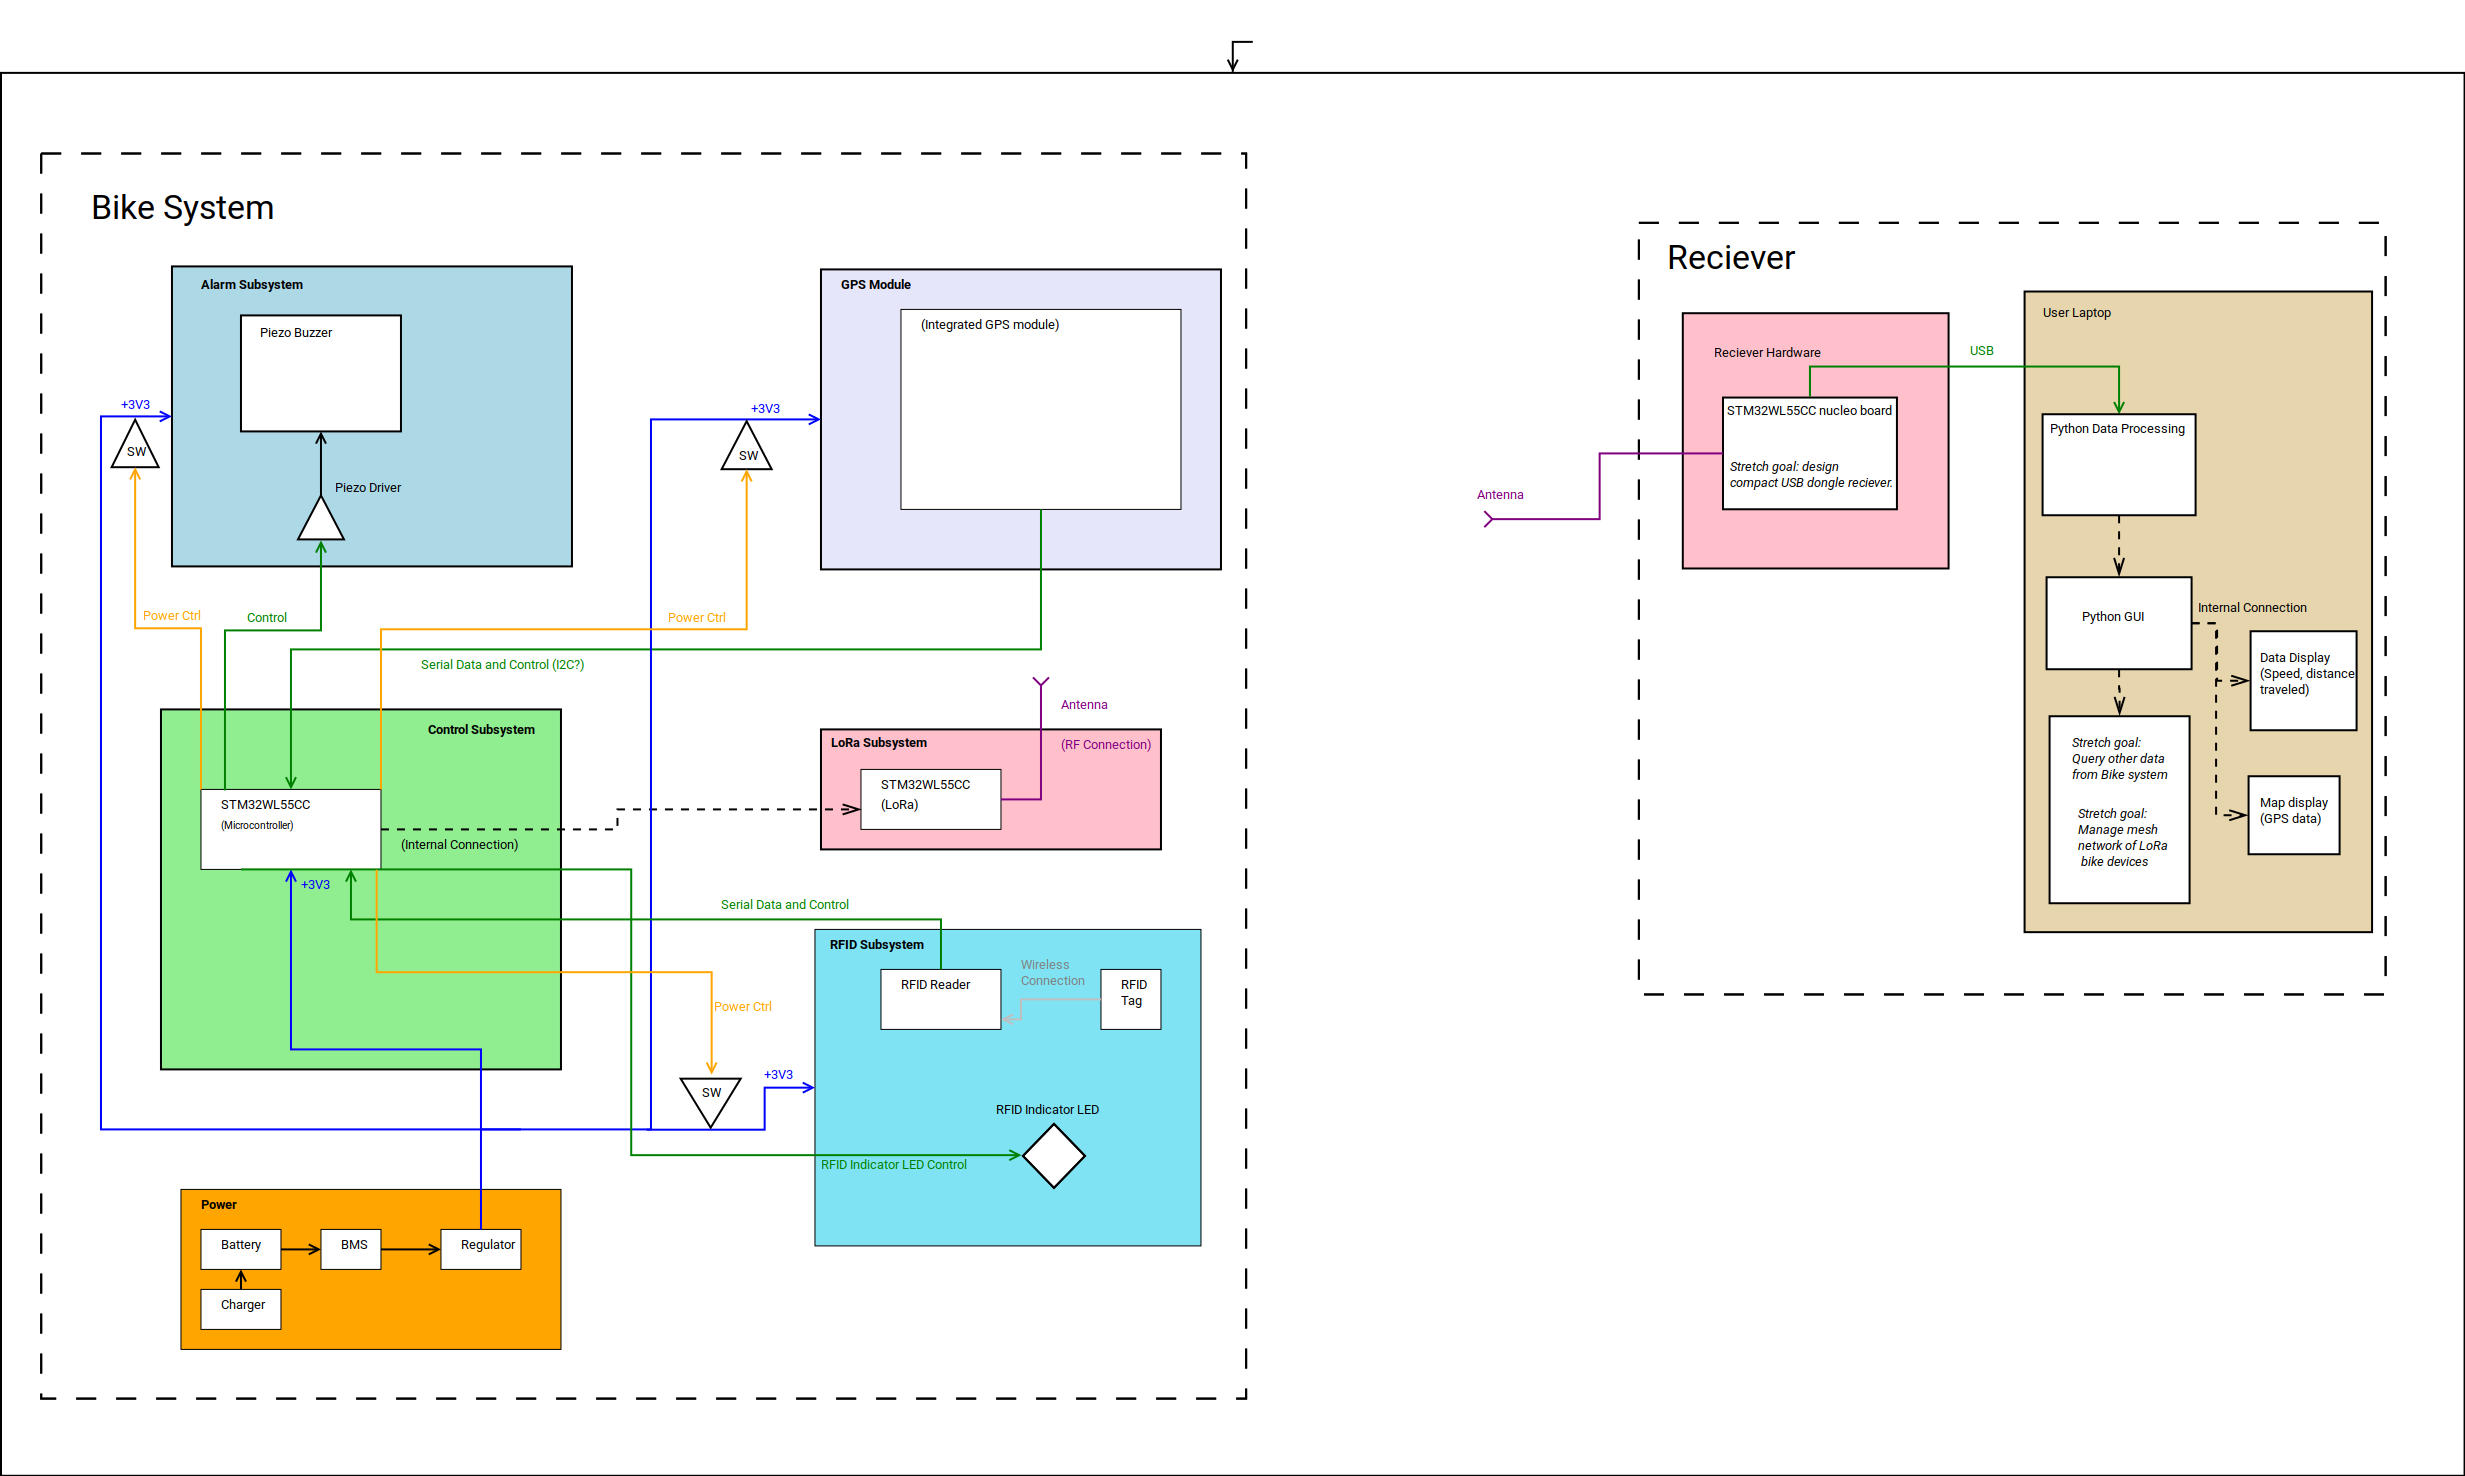 Bike System
Alarm Subsystem
Piezo Buzzer
+3V3
SW
Piezo Driver
Power Ctrl
Control
GPS Module
(Integrated GPS module)
+3V3
SW
Power Ctrl
Serial Data and Control (I2C?)
Control Subsystem
STM32WL55CC
(Microcontroller)
(Internal Connection)
+3V3
Antenna
(RF Connection)
LoRa Subsystem
STM32WL55CC
(LoRa)
Serial Data and Control
RFID Subsystem
RFID Reader
Wireless
Connection
RFID
Tag
Power Ctrl
SW
+3V3
RFID Indicator LED
RFID Indicator LED Control
Power
Battery
BMS
Regulator
Charger
Reciever
Reciever Hardware
STM32WL55CC nucleo board
Stretch goal: design
compact USB dongle reciever.
Antenna
USB
User Laptop
Python Data Processing
Python GUI
Internal Connection
Data Display
(Speed, distance
traveled)
Map display
(GPS data)
Stretch goal:
Query other data
from Bike system
Stretch goal:
Manage mesh
network of LoRa
bike devices